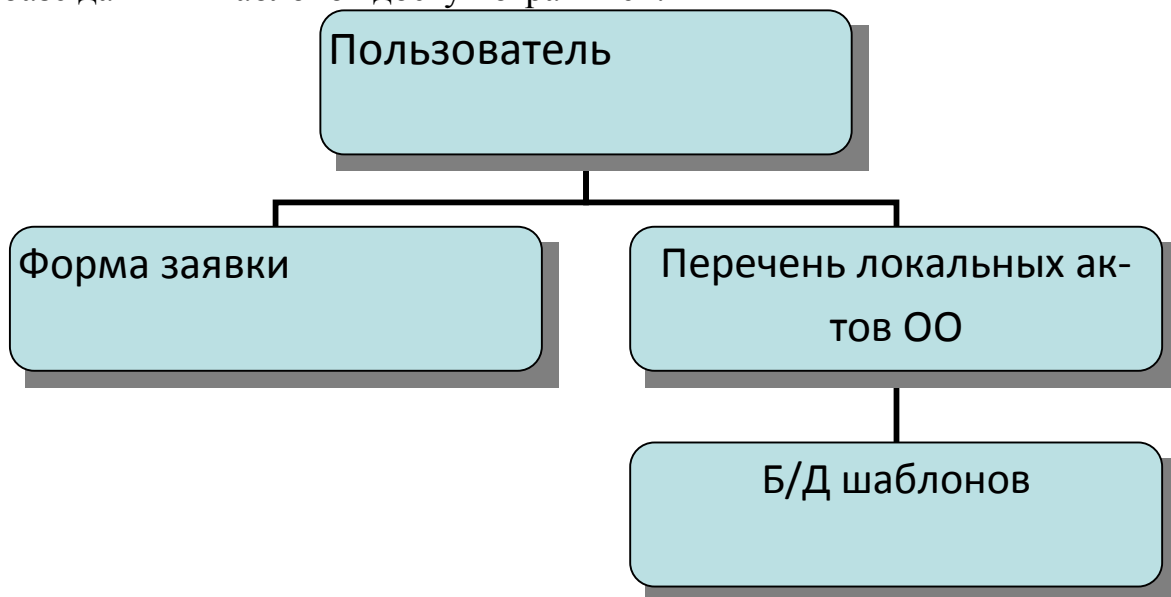 Пользователь
Форма заявки
Перечень локальных ак-
тов ОО
Б/Д шаблонов